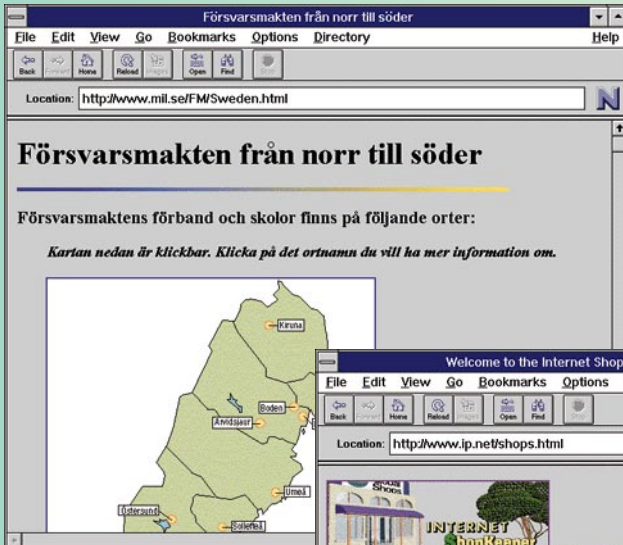 Försvarsmakten från norr till söder
File Edit View Go Bookmarks Options Directory Help
Back Forward Home Reload Images Open Find Stop
Location: http://www.mil.se/FM/Sweden.html
N
Försvarsmakten från norr till söder
Försvarsmaktens förband och skolor finns på följande orter:
Kartan nedan är klickbar. Klicka på det ortnamn du vill ha mer information om.
Kiruna
Boden
Arvidsjaur
Umeå
Östersund
Sollefteå
Welcome to the Internet Shop
File Edit View Go Bookmarks Options
Back Forward Home Reload Images Open Find Stop
Location: http://www.ip.net/shops.html
Shops
INTERNET
ShopKeeper